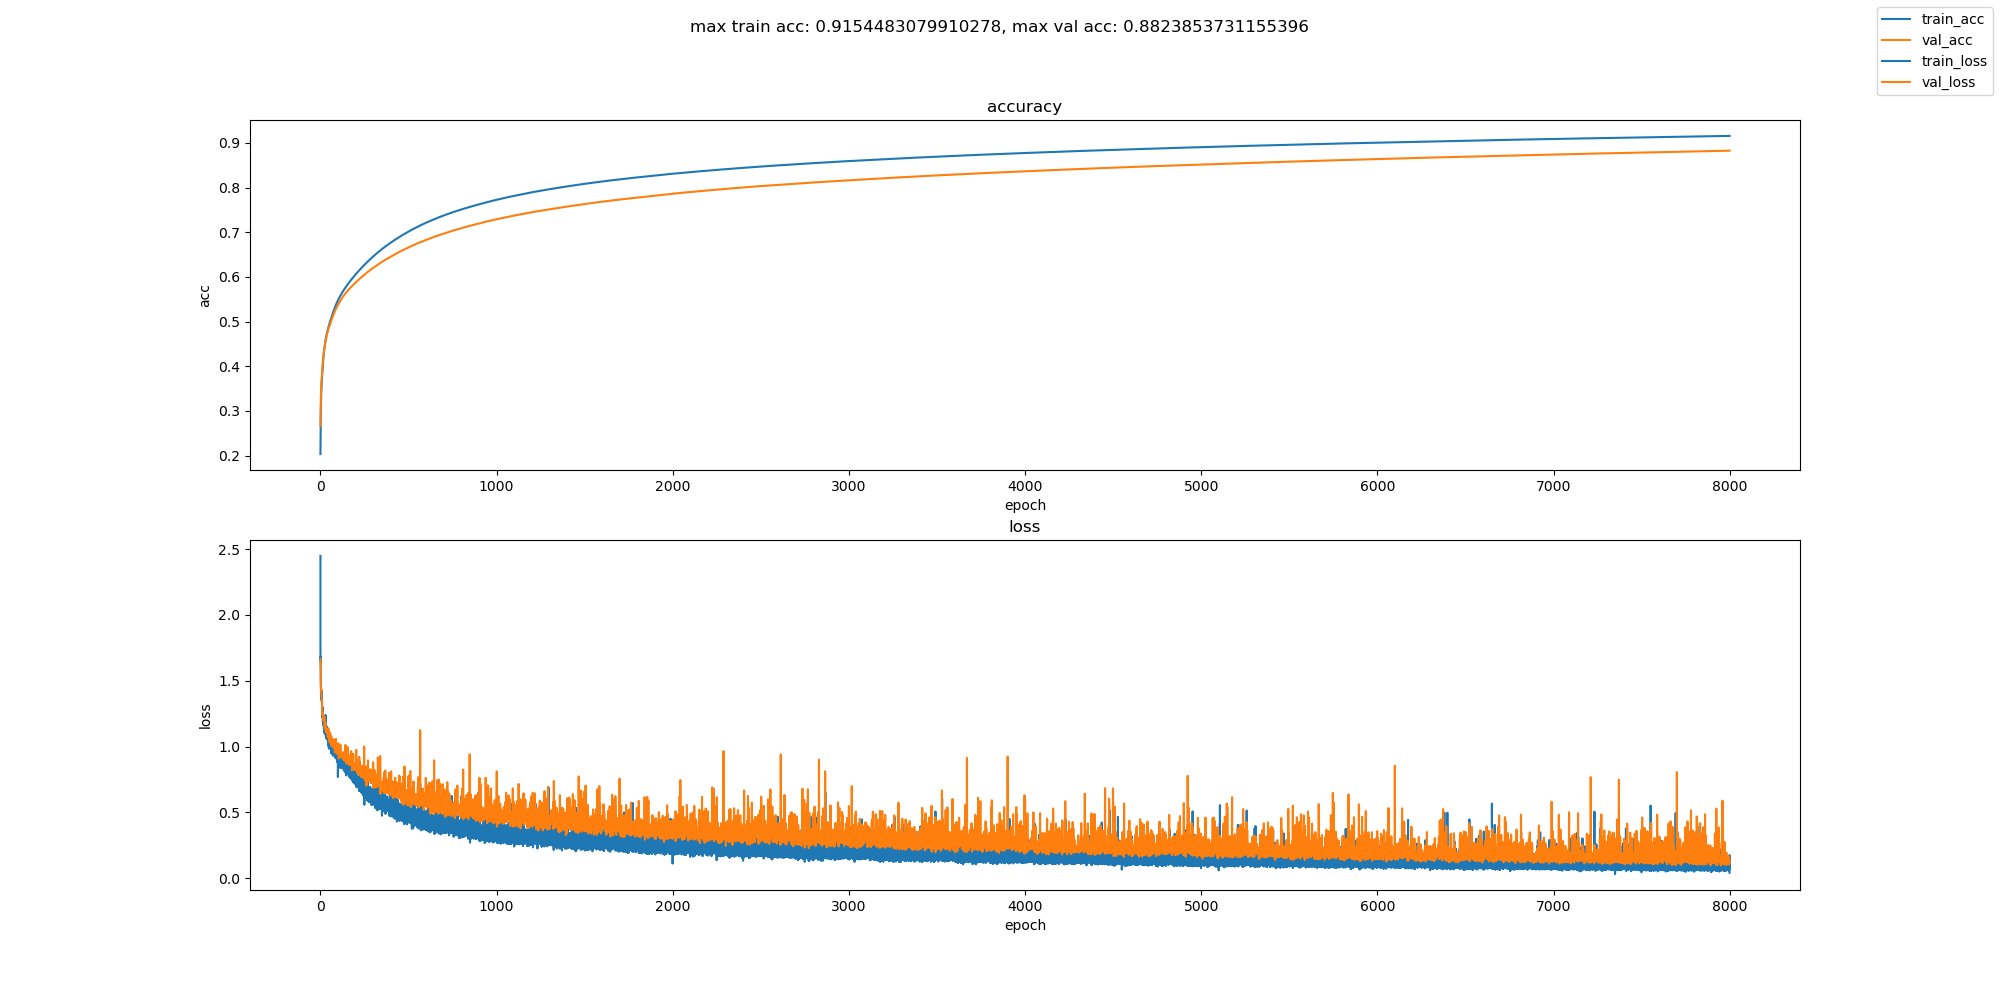 max train acc: 0.9154483079910278, max val acc: 0.8823853731155396
train_acc
val_acc
train_loss
val_loss
accuracy
0.9
0.8
0.7
0.6
0.5
0.4
0.3
0.2
acc
0 1000 2000 3000 4000 5000 6000 7000 8000
epoch
loss
2.5
2.0
1.5
1.0
0.5
0.0
loss
0 1000 2000 3000 4000 5000 6000 7000 8000
epoch